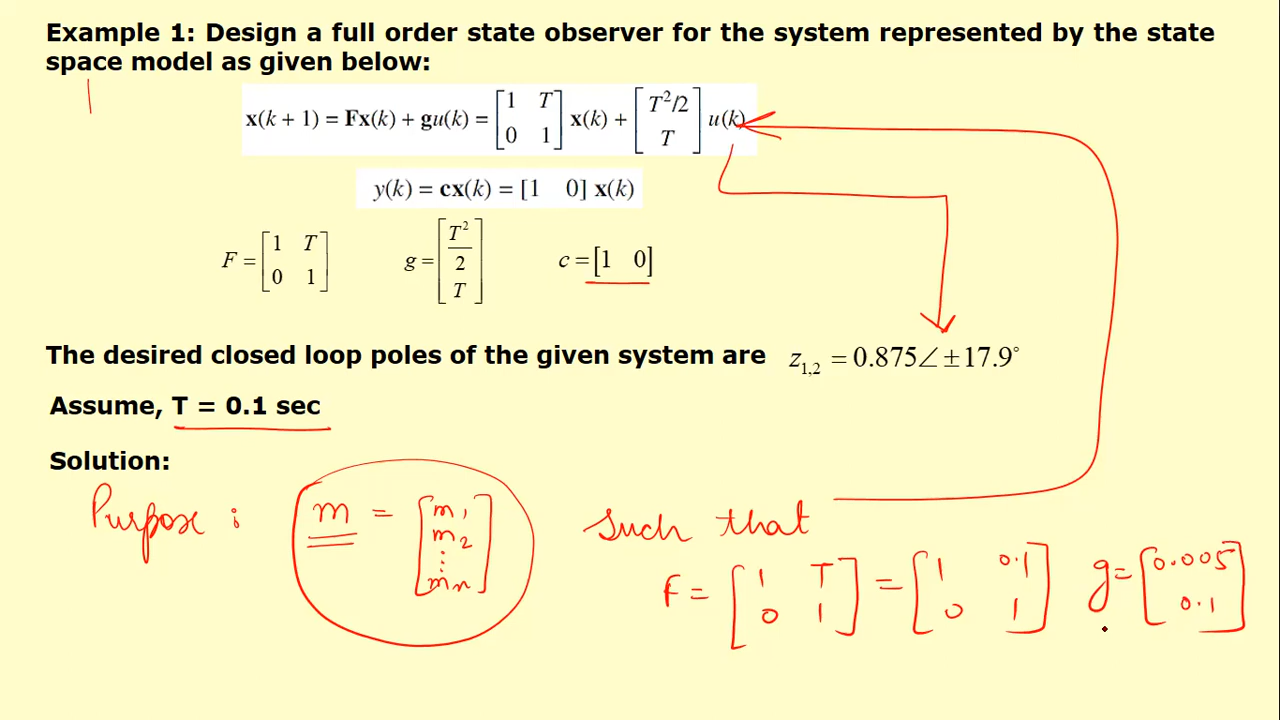 Example 1: Design a full order state observer for the system represented by the state
space model as given below:
x(k + 1) = Fx(k) + gu(k) = [1 T; 0 1] x(k) + [T²/2; T] u(k)
y(k) = cx(k) = [1 0] x(k)
F = [1 T; 0 1] g = [T²/2; T] c = [1 0]
The desired closed loop poles of the given system are z₁,₂ = 0.875∠±17.9°
Assume, T = 0.1 sec
Solution:
Purpose : m = [m₁; m₂; ⋮; mn] such that
F = [1 T; 0 1] = [1 0.1; 0 1] g = [0.005; 0.1]